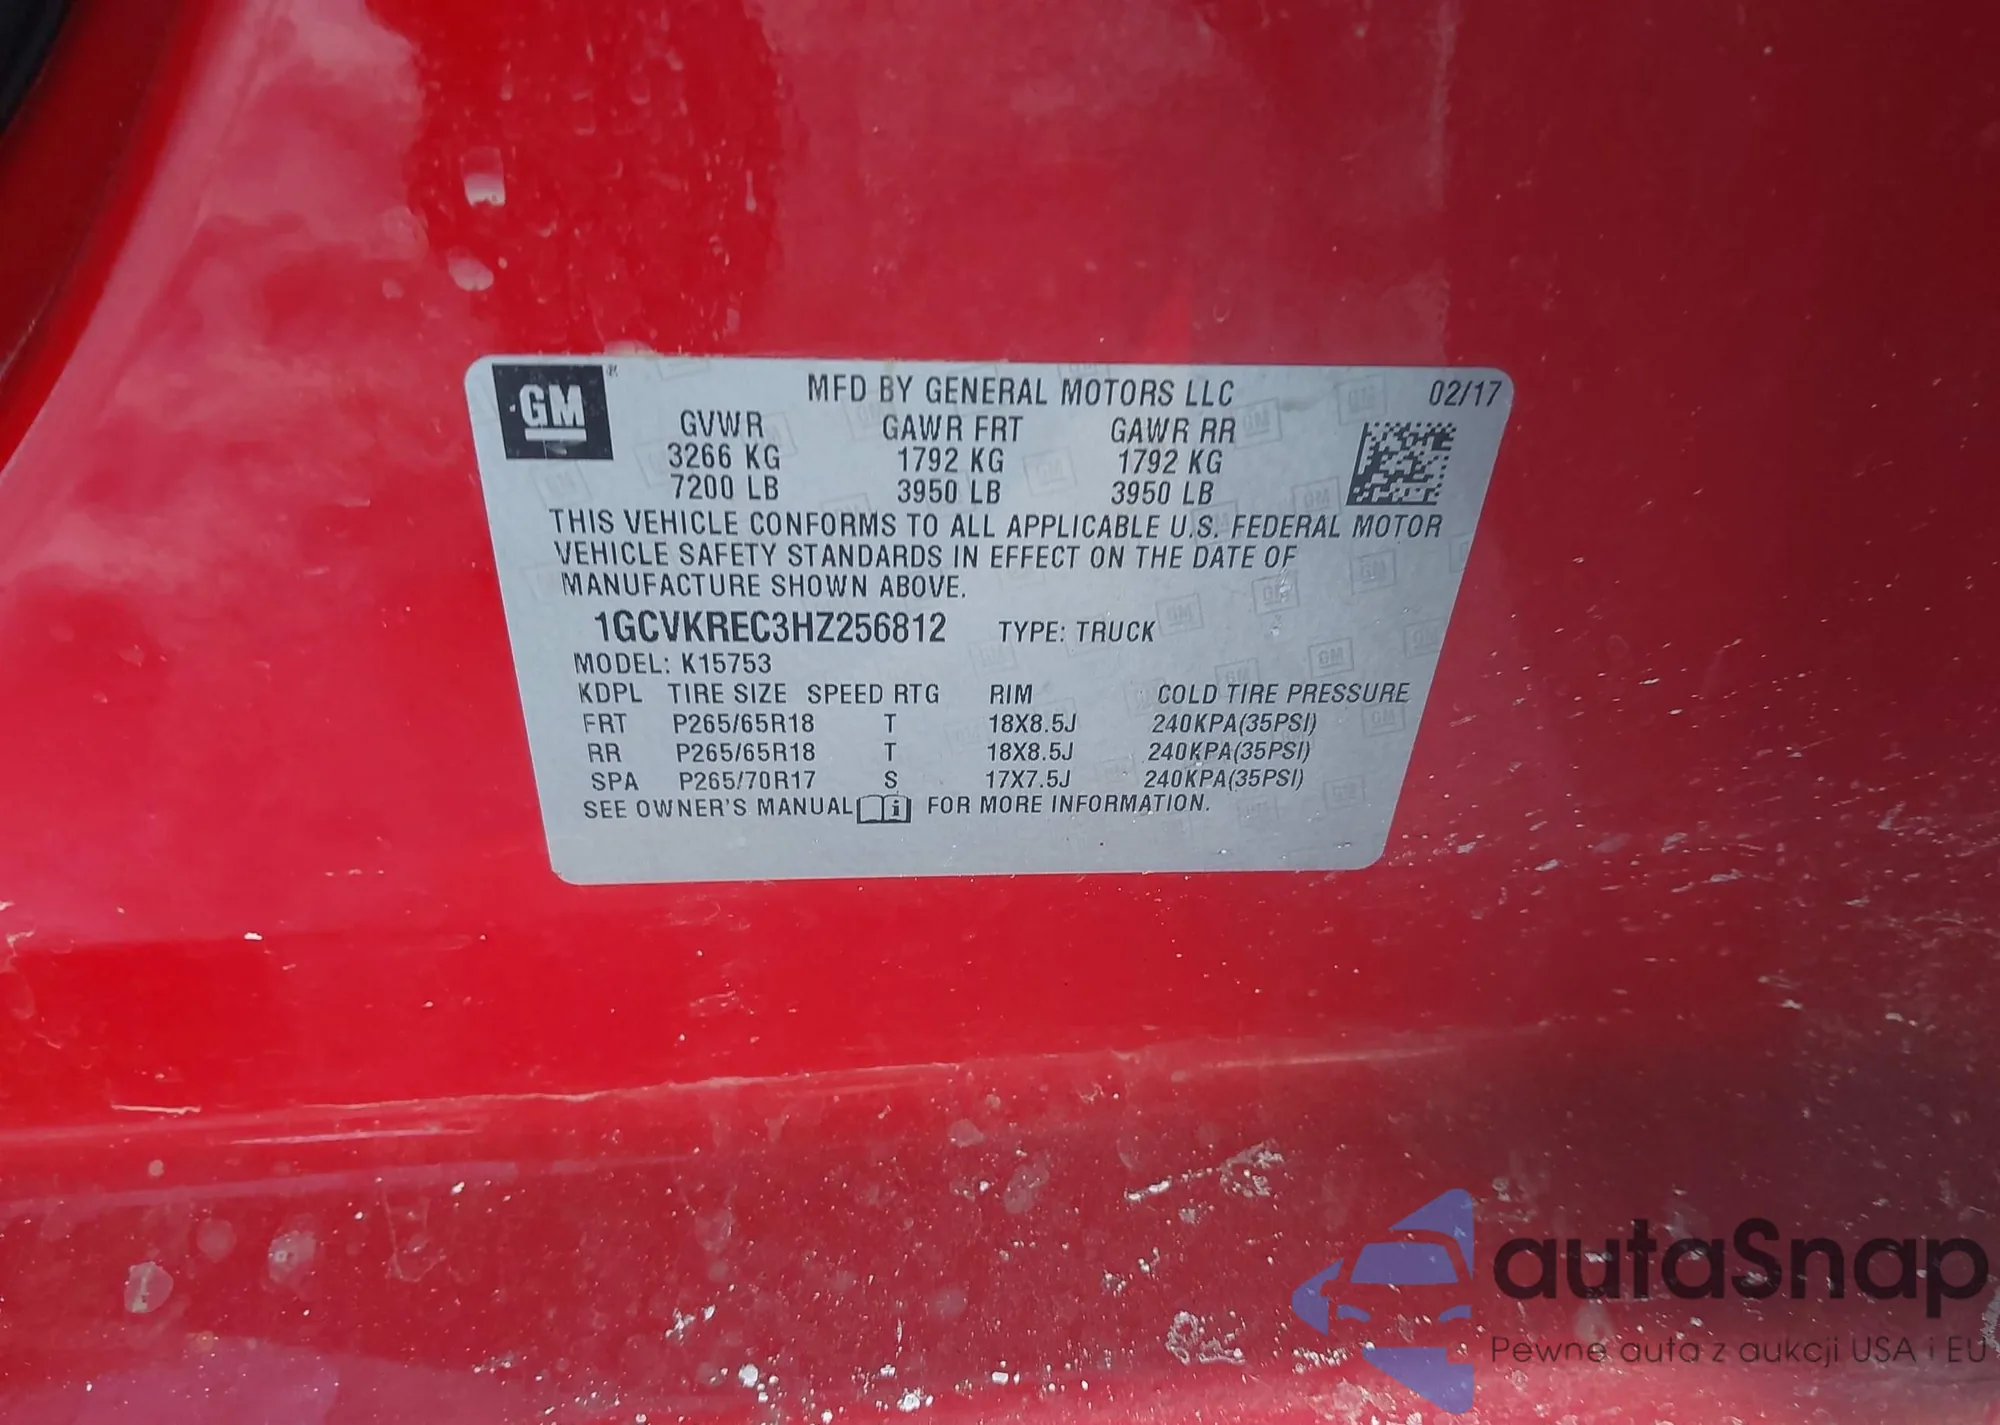 GM
MFD BY GENERAL MOTORS LLC 02/17
GVWR GAWR FRT GAWR RR
3266 KG 1792 KG 1792 KG
7200 LB 3950 LB 3950 LB
THIS VEHICLE CONFORMS TO ALL APPLICABLE U.S. FEDERAL MOTOR
VEHICLE SAFETY STANDARDS IN EFFECT ON THE DATE OF
MANUFACTURE SHOWN ABOVE.
1GCVKREC3HZ256812 TYPE: TRUCK
MODEL: K15753
KDPL TIRE SIZE SPEED RTG RIM COLD TIRE PRESSURE
FRT P265/65R18 T 18X8.5J 240KPA(35PSI)
RR P265/65R18 T 18X8.5J 240KPA(35PSI)
SPA P265/70R17 S 17X7.5J 240KPA(35PSI)
SEE OWNER'S MANUAL i FOR MORE INFORMATION.
autaSnap
Pewne auta z aukcji USA i EU